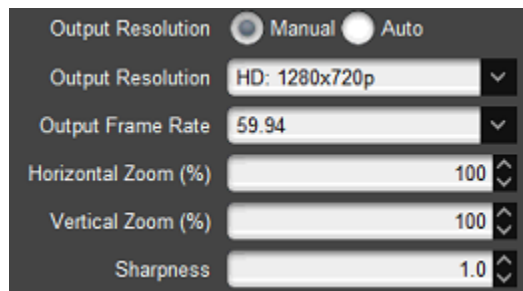 Output Resolution Manual Auto
Output Resolution HD: 1280x720p
Output Frame Rate 59.94
Horizontal Zoom (%) 100
Vertical Zoom (%) 100
Sharpness 1.0